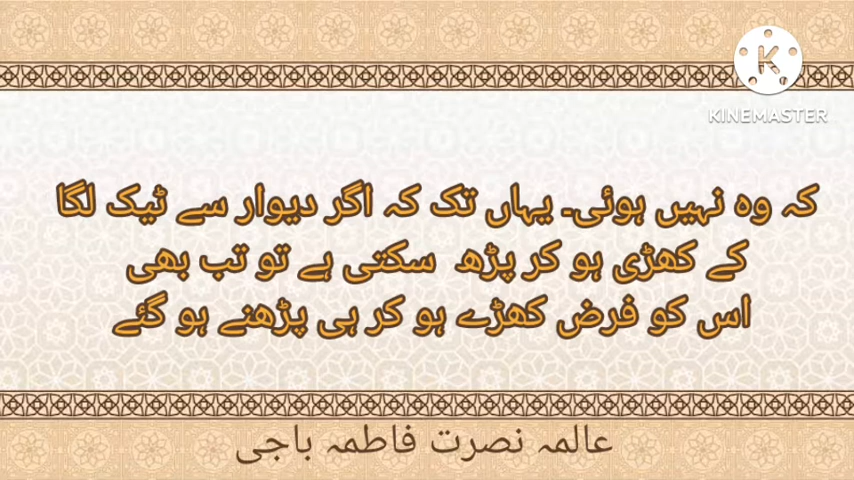 KINEMASTER
کہ وہ نہیں ہوئی۔ یہاں تک کہ اگر دیوار سے ٹیک لگا
کے کھڑی ہو کر پڑھ سکتی ہے تو تب بھی
اس کو فرض کھڑے ہو کر ہی پڑھنے ہو گئے
عالمہ نصرت فاطمہ باجی